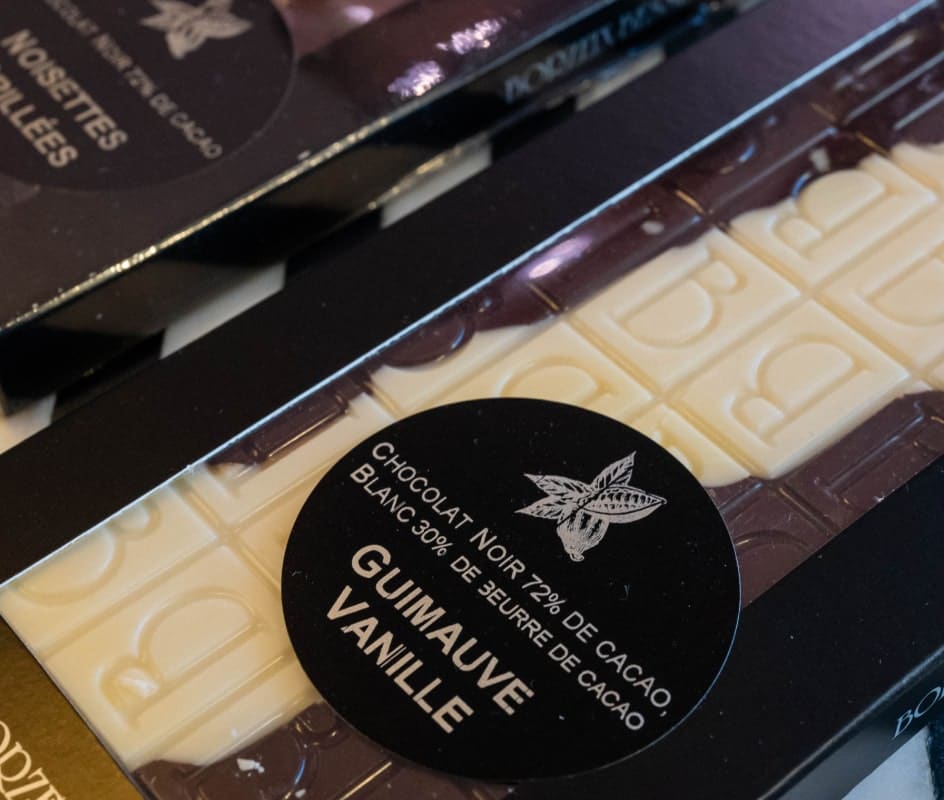 CHOCOLAT NOIR 72% DE CACAO
NOISETTES
CHOCOLAT NOIR 72% DE CACAO,
BLANC 30% DE BEURRE DE CACAO
GUIMAUVE
VANILLE